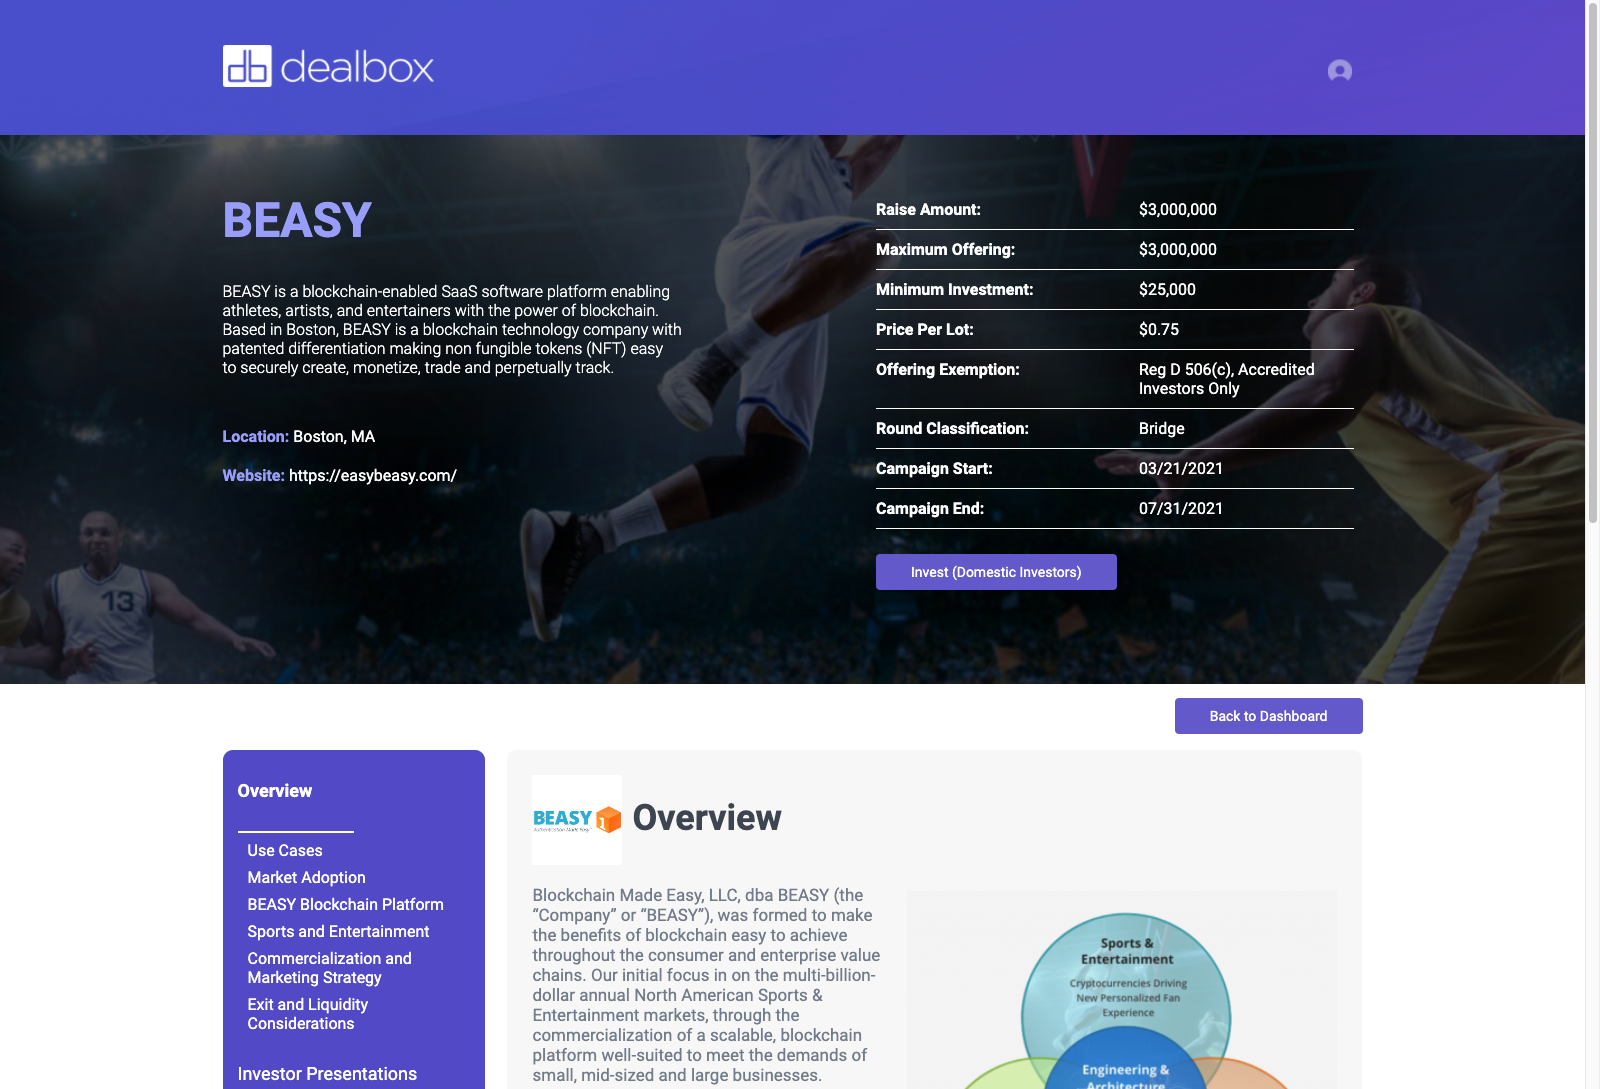 db dealbox
BEASY
BEASY is a blockchain-enabled SaaS software platform enabling
athletes, artists, and entertainers with the power of blockchain.
Based in Boston, BEASY is a blockchain technology company with
patented differentiation making non fungible tokens (NFT) easy
to securely create, monetize, trade and perpetually track.
Location: Boston, MA
Website: https://easybeasy.com/
Raise Amount: $3,000,000
Maximum Offering: $3,000,000
Minimum Investment: $25,000
Price Per Lot: $0.75
Offering Exemption: Reg D 506(c), Accredited
Investors Only
Round Classification: Bridge
Campaign Start: 03/21/2021
Campaign End: 07/31/2021
Invest (Domestic Investors)
13
Back to Dashboard
Overview
Use Cases
Market Adoption
BEASY Blockchain Platform
Sports and Entertainment
Commercialization and
Marketing Strategy
Exit and Liquidity
Considerations
Investor Presentations
BEASY 1
Authentication Made Easy
Overview
Blockchain Made Easy, LLC, dba BEASY (the
“Company” or “BEASY”), was formed to make
the benefits of blockchain easy to achieve
throughout the consumer and enterprise value
chains. Our initial focus in on the multi-billion-
dollar annual North American Sports &
Entertainment markets, through the
commercialization of a scalable, blockchain
platform well-suited to meet the demands of
small, mid-sized and large businesses.
Sports &
Entertainment
Cryptocurrencies Driving
New Personalized Fan
Experience
Engineering &
Architecture